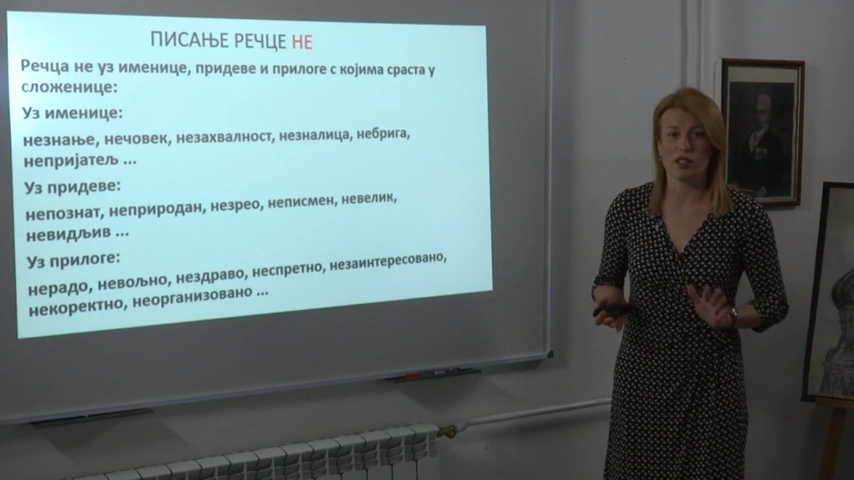 ПИСАЊЕ РЕЧЦЕ НЕ
Речца не уз именице, придеве и прилоге с којима сраста у
сложенице:
Уз именице:
незнање, нечовек, незахвалност, незналица, небрига,
непријатељ ...
Уз придеве:
непознат, неприродан, незрео, неписмен, невелик,
невидљив ...
Уз прилоге:
нерадо, невољно, нездраво, неспретно, незаинтересовано,
некоректно, неорганизовано ...